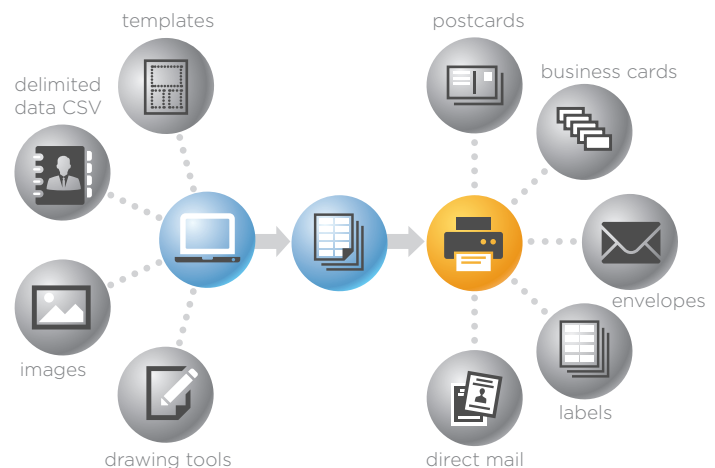 templates
postcards
delimited
data CSV
business cards
envelopes
images
labels
drawing tools
direct mail